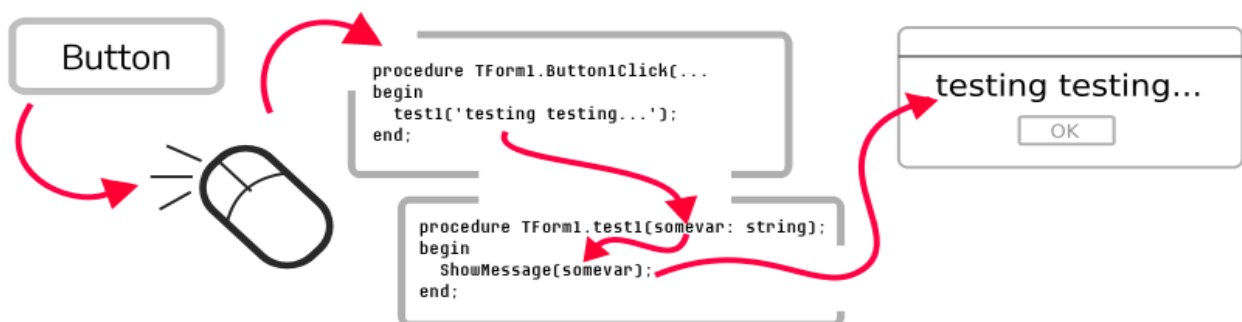 Button
procedure TForm1.Button1Click(...
begin
  test1('testing testing...');
end;
procedure TForm1.test1(somevar: string);
begin
  ShowMessage(somevar);
end;
testing testing...
OK